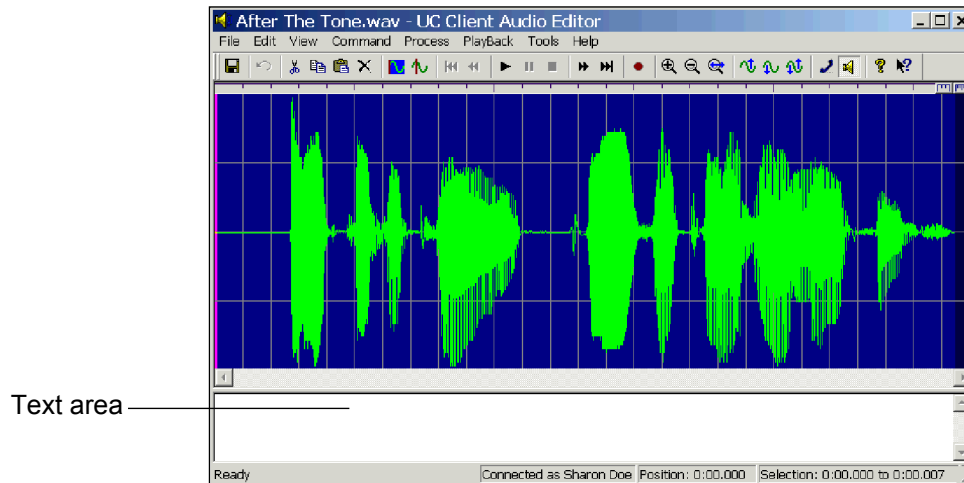 After The Tone.wav - UC Client Audio Editor
File Edit View Command Process PlayBack Tools Help
Text area
Ready Connected as Sharon Doe Position: 0:00.000 Selection: 0:00.000 to 0:00.007